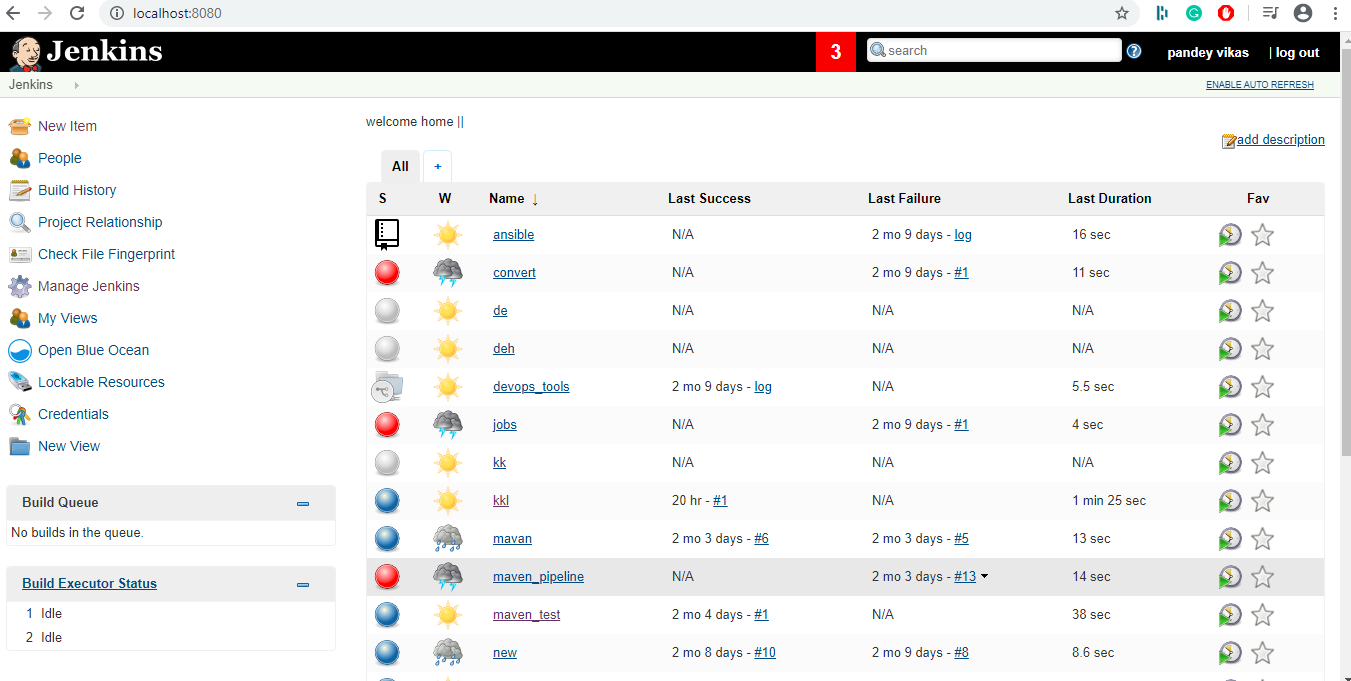 localhost:8080
Jenkins
3
search
pandey vikas
| log out
Jenkins
ENABLE AUTO REFRESH
New Item
People
Build History
Project Relationship
Check File Fingerprint
Manage Jenkins
My Views
Open Blue Ocean
Lockable Resources
Credentials
New View
Build Queue
No builds in the queue.
Build Executor Status
1 Idle
2 Idle
welcome home ||
add description
All +
S W Name ↓ Last Success Last Failure Last Duration Fav
ansible N/A 2 mo 9 days - log 16 sec
convert N/A 2 mo 9 days - #1 11 sec
de N/A N/A N/A
deh N/A N/A N/A
devops_tools 2 mo 9 days - log N/A 5.5 sec
jobs N/A 2 mo 9 days - #1 4 sec
kk N/A N/A N/A
kkl 20 hr - #1 N/A 1 min 25 sec
mavan 2 mo 3 days - #6 2 mo 3 days - #5 13 sec
maven_pipeline N/A 2 mo 3 days - #13 14 sec
maven_test 2 mo 4 days - #1 N/A 38 sec
new 2 mo 8 days - #10 2 mo 9 days - #8 8.6 sec